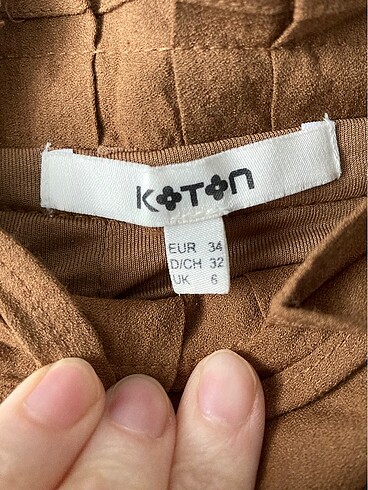 KOTON
EUR 34
D/CH 32
UK 6